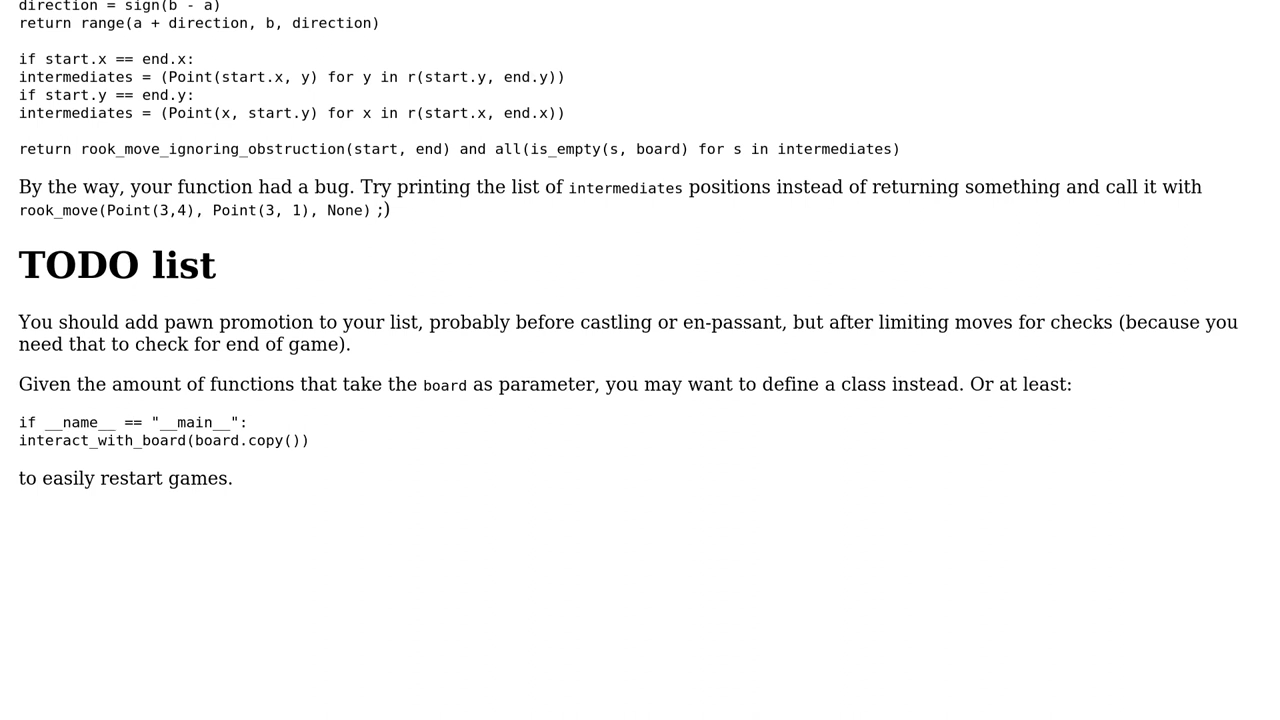 direction = sign(b - a)
return range(a + direction, b, direction)
if start.x == end.x:
intermediates = (Point(start.x, y) for y in r(start.y, end.y))
if start.y == end.y:
intermediates = (Point(x, start.y) for x in r(start.x, end.x))
return rook_move_ignoring_obstruction(start, end) and all(is_empty(s, board) for s in intermediates)
By the way, your function had a bug. Try printing the list of intermediates positions instead of returning something and call it with
rook_move(Point(3,4), Point(3, 1), None) ;)
TODO list
You should add pawn promotion to your list, probably before castling or en-passant, but after limiting moves for checks (because you
need that to check for end of game).
Given the amount of functions that take the board as parameter, you may want to define a class instead. Or at least:
if __name__ == "__main__":
interact_with_board(board.copy())
to easily restart games.